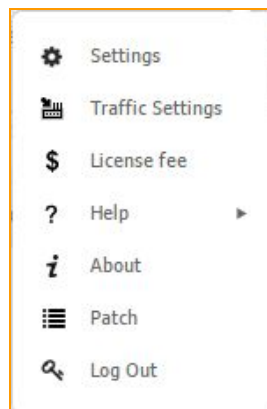 Settings
Traffic Settings
$ License fee
? Help
i About
Patch
Log Out